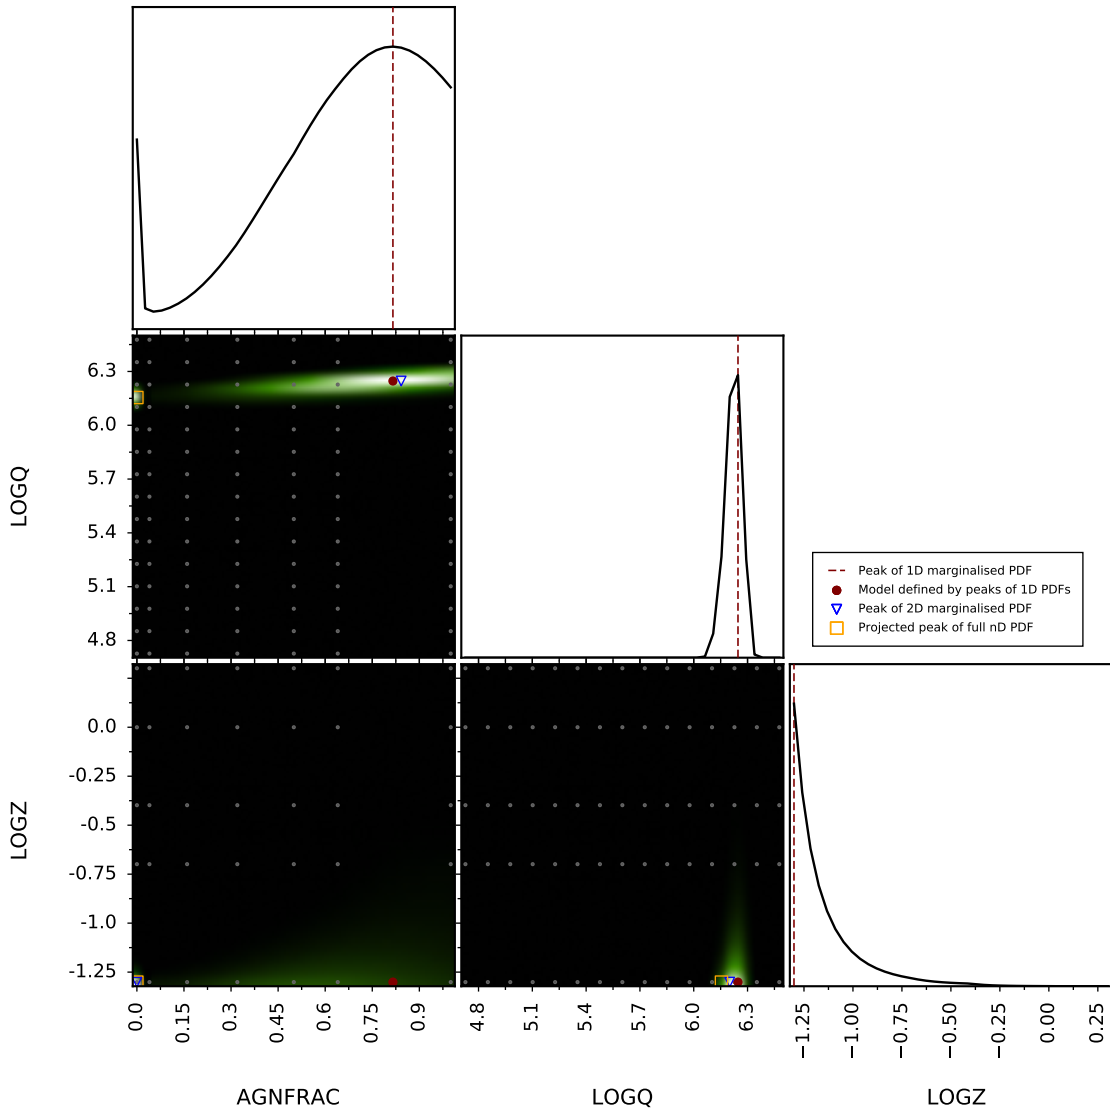 6.3
6.0
5.7
5.4
5.1
4.8
LOGQ
Peak of 1D marginalised PDF
Model defined by peaks of 1D PDFs
Peak of 2D marginalised PDF
Projected peak of full nD PDF
0.0
-0.25
-0.5
-0.75
-1.0
-1.25
LOGZ
0.0 0.15 0.3 0.45 0.6 0.75 0.9
4.8 5.1 5.4 5.7 6.0 6.3
−1.25 −1.00 −0.75 −0.50 −0.25 0.00 0.25
AGNFRAC LOGQ LOGZ